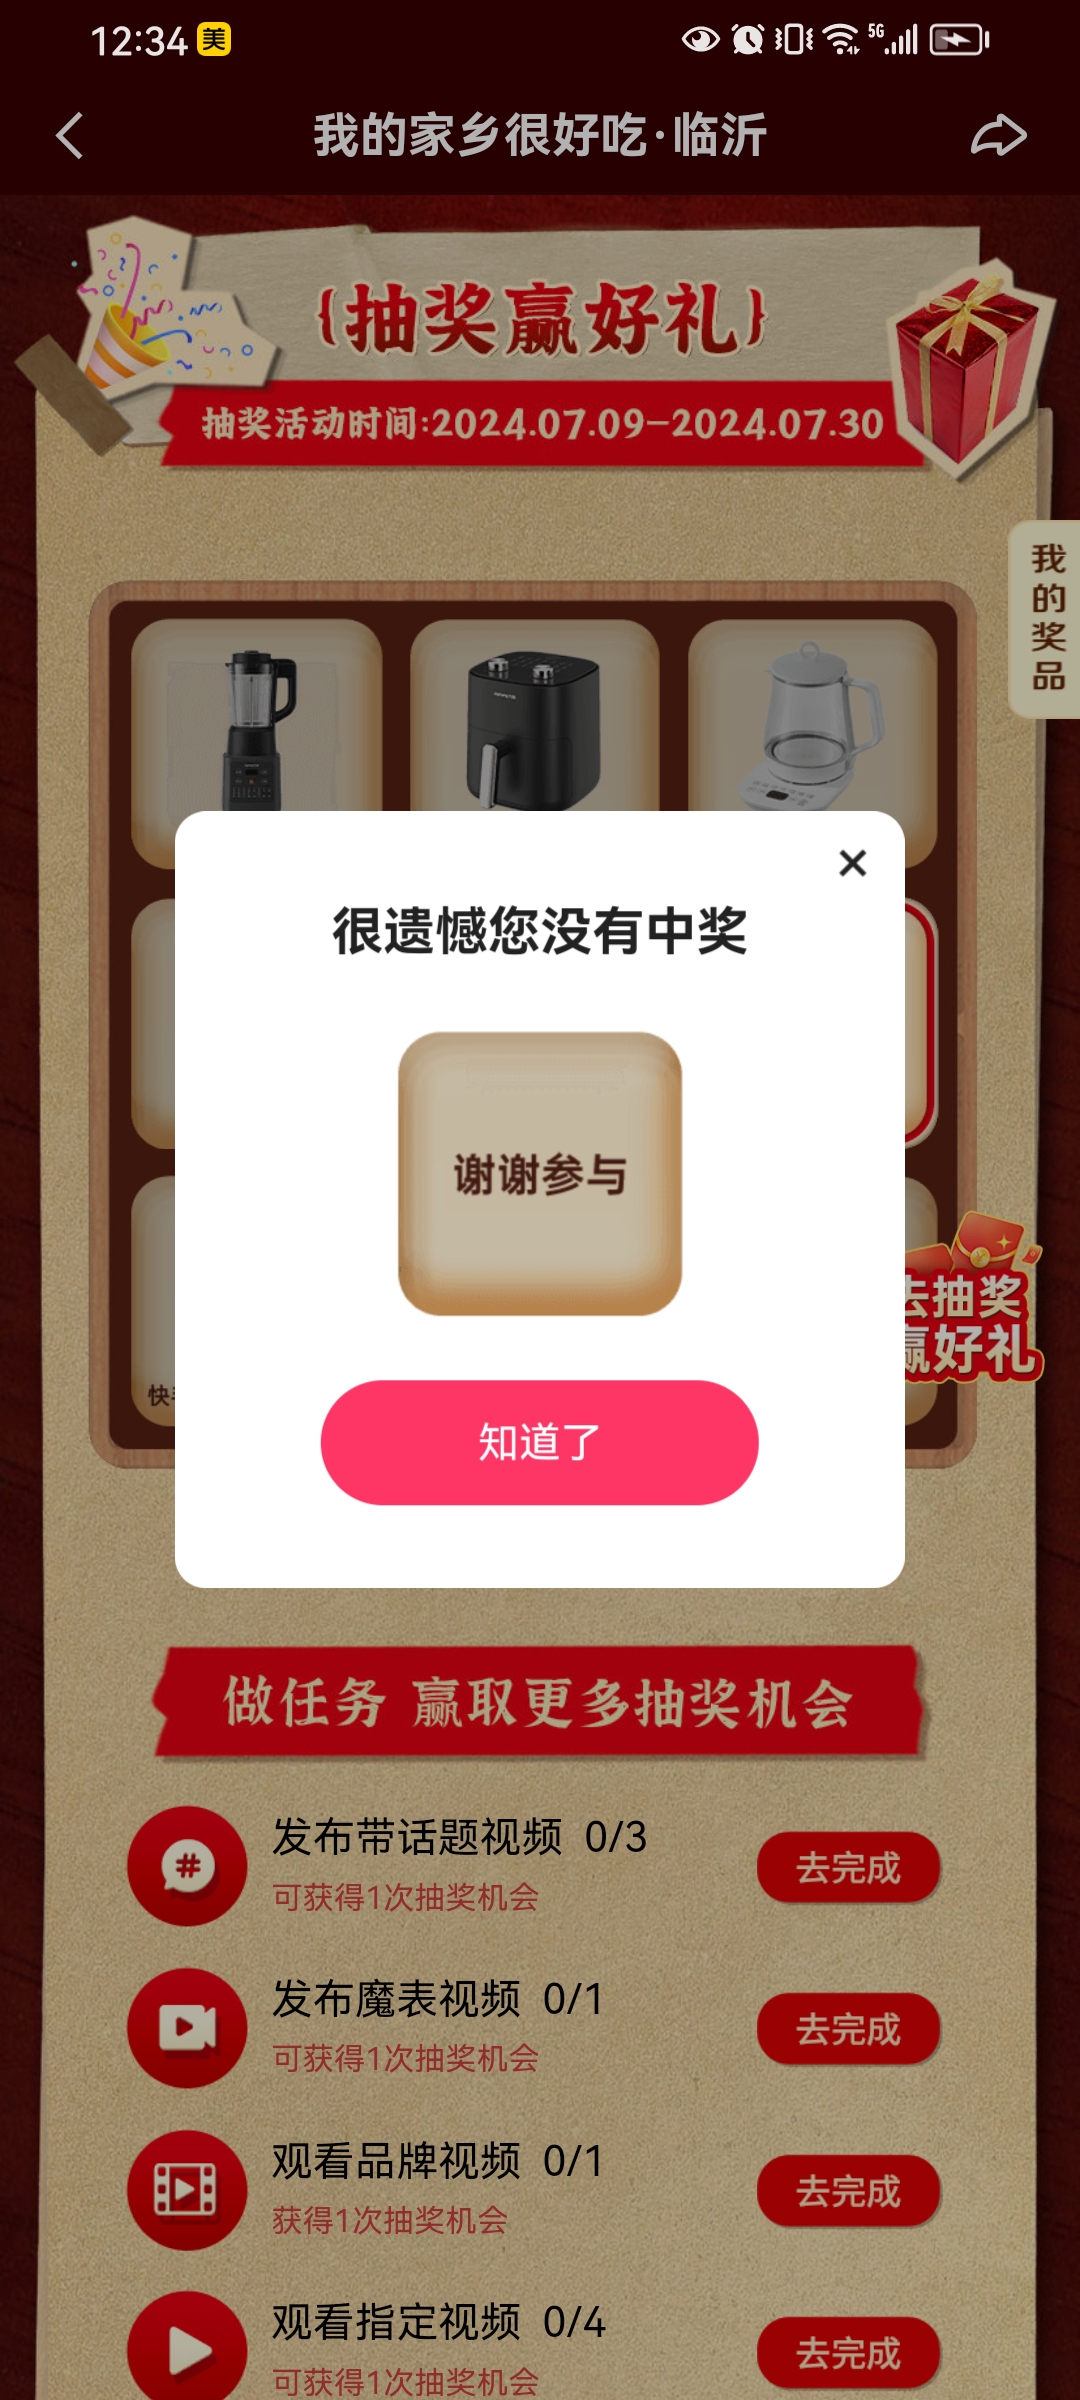 12:34 美 5G
我的家乡很好吃·临沂
{抽奖赢好礼}
抽奖活动时间:2024.07.09-2024.07.30
我的奖品
很遗憾您没有中奖
谢谢参与
去抽奖
赢好礼
快
知道了
做任务 赢取更多抽奖机会
发布带话题视频 0/3
去完成
可获得1次抽奖机会
发布魔表视频 0/1
去完成
可获得1次抽奖机会
观看品牌视频 0/1
去完成
获得1次抽奖机会
观看指定视频 0/4
去完成
可获得1次抽奖机会